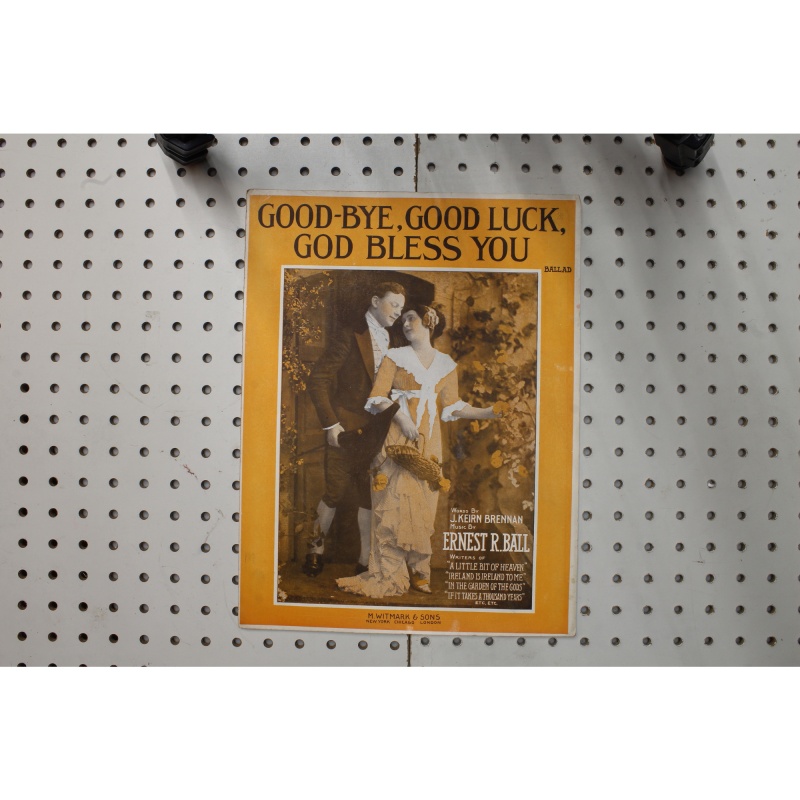 GOOD-BYE, GOOD LUCK,
GOD BLESS YOU
BALLAD
WORDS BY
J. KEIRN BRENNAN
MUSIC BY
ERNEST R. BALL
WRITERS OF
"A LITTLE BIT OF HEAVEN"
"IRELAND IS IRELAND TO ME"
"IN THE GARDEN OF THE GODS"
"IF IT TAKES A THOUSAND YEARS"
ETC. ETC.
M. WITMARK & SONS
NEW YORK CHICAGO LONDON